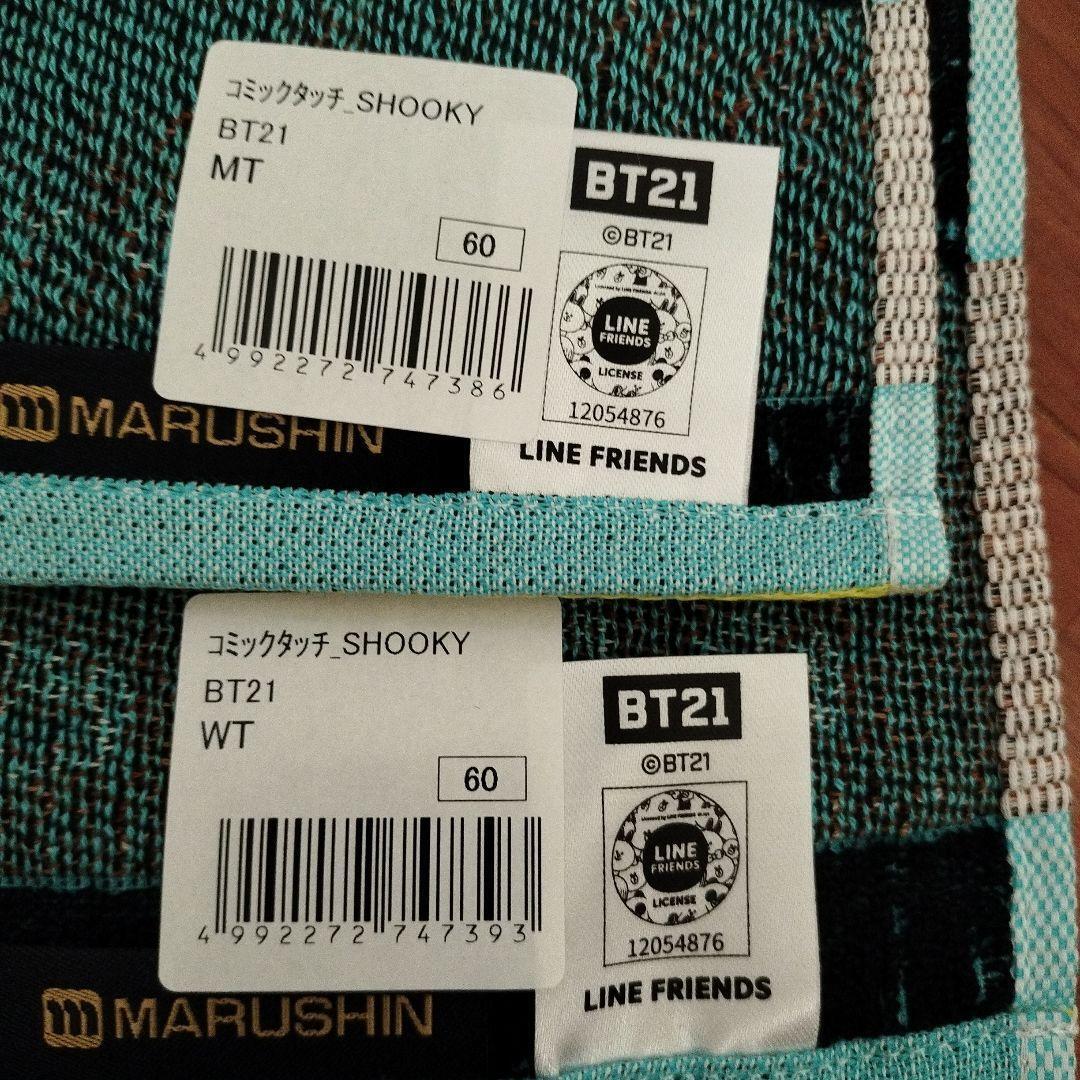 コミックタッチ_SHOOKY
BT21
MT
60
4 992272 747386
BT21
©BT21
LINE
FRIENDS
LICENSE
12054876
LINE FRIENDS
MARUSHIN
コミックタッチ_SHOOKY
BT21
WT
60
4 992272 747393
BT21
©BT21
LINE
FRIENDS
LICENSE
12054876
LINE FRIENDS
MARUSHIN